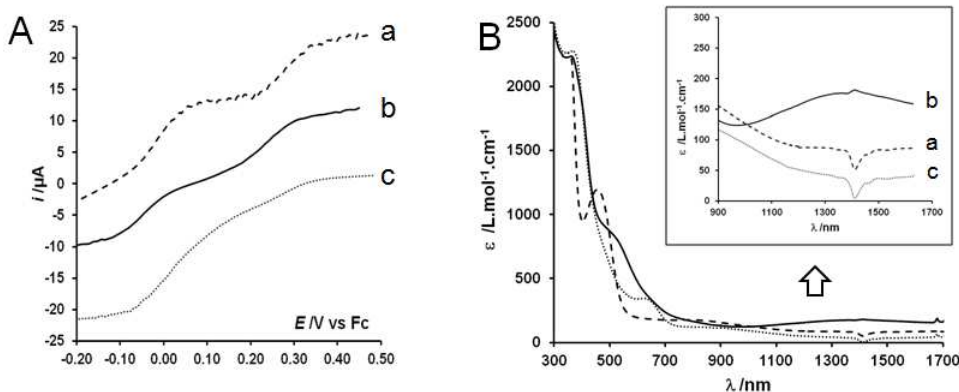 A
i /µA
25
20
15
10
5
0
-5
-10
-15
-20
-25
a
b
c
E /V vs Fc
-0.20 -0.10 0.00 0.10 0.20 0.30 0.40 0.50
B
ε /L.mol⁻¹.cm⁻¹
2500
2000
1500
1000
500
0
300 500 700 900 1100 1300 1500 1700
λ /nm
ε /L.mol⁻¹.cm⁻¹
300
250
200
150
100
50
0
b
a
c
900 1100 1300 1500 1700
λ /nm